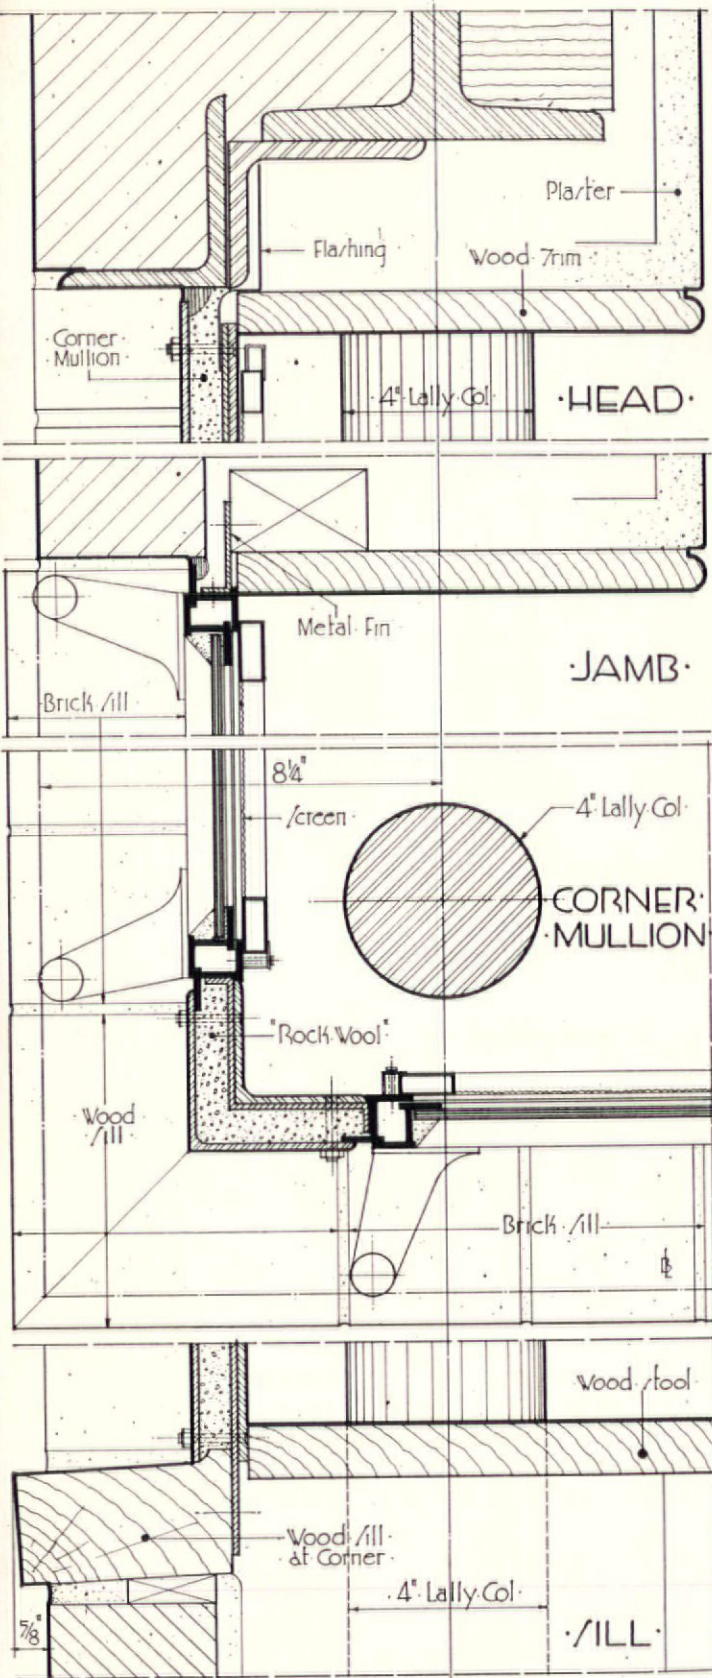 Plaster
Flashing
Wood Trim
Corner
Mullion
4" Lally Col
·HEAD·
Metal Fin
·JAMB·
Brick Sill
8¼"
Screen
4" Lally Col
CORNER·
·MULLION
"Rock Wool"
Wood
Sill
Brick Sill
Wood Stool
Wood Sill
at Corner
4" Lally Col
5/8"
·SILL·